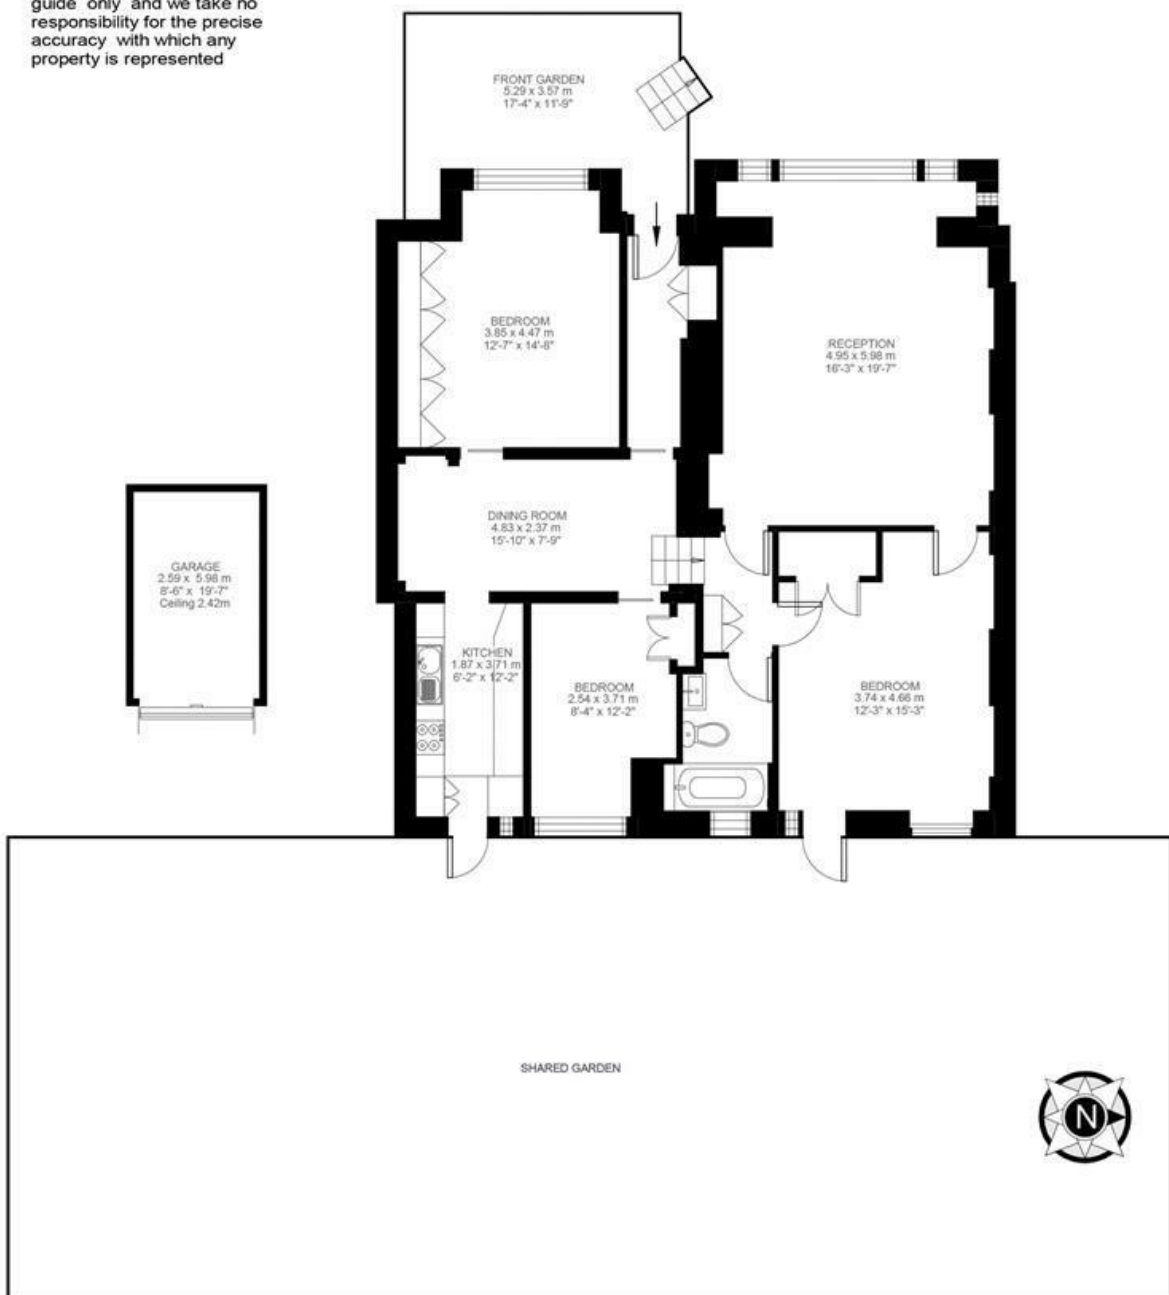 guide only and we take no
responsibility for the precise
accuracy with which any
property is represented
FRONT GARDEN
5.29 x 3.57 m
17'-4" x 11'-9"
BEDROOM
3.85 x 4.47 m
12'-7" x 14'-8"
RECEPTION
4.95 x 5.98 m
16'-3" x 19'-7"
DINING ROOM
4.83 x 2.37 m
15'-10" x 7'-9"
GARAGE
2.59 x 5.98 m
8'-6" x 19'-7"
Ceiling 2.42m
KITCHEN
1.87 x 3.71 m
6'-2" x 12'-2"
BEDROOM
2.54 x 3.71 m
8'-4" x 12'-2"
BEDROOM
3.74 x 4.66 m
12'-3" x 15'-3"
SHARED GARDEN
N